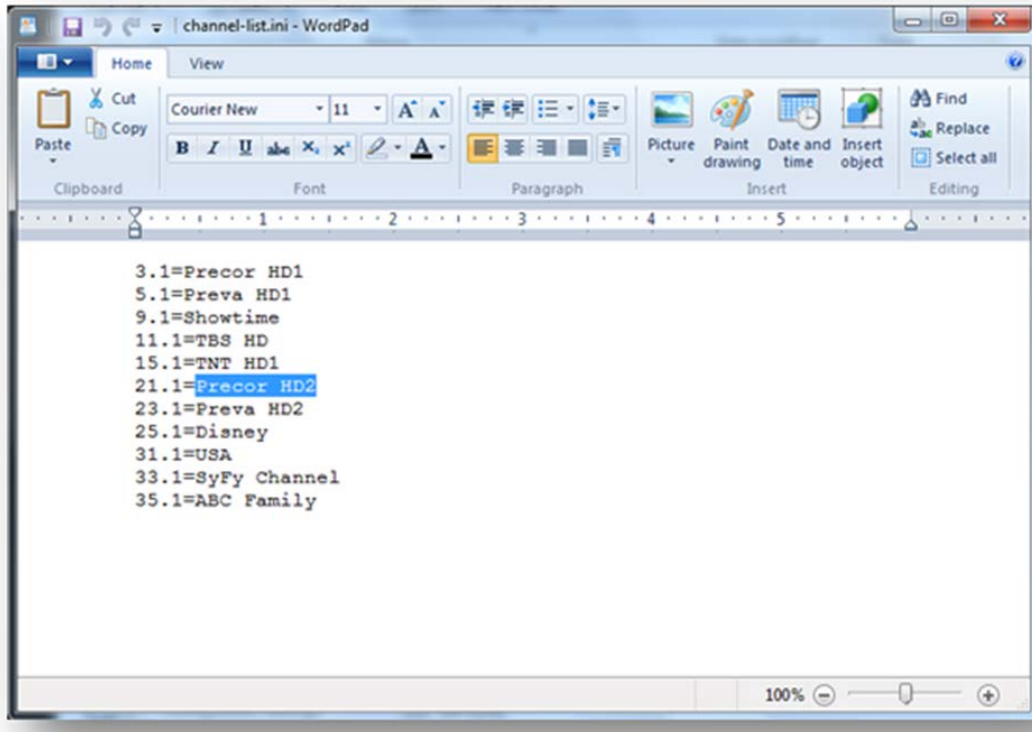 channel-list.ini - WordPad
Home View
Paste
Cut
Copy
Clipboard
Courier New 11 A A
B I U abc X₂ X² A
Font
Paragraph
Picture
Paint drawing
Date and time
Insert object
Insert
Find
Replace
Select all
Editing
1 2 3 4 5
3.1=Precor HD1
5.1=Preva HD1
9.1=Showtime
11.1=TBS HD
15.1=TNT HD1
21.1=Precor HD2
23.1=Preva HD2
25.1=Disney
31.1=USA
33.1=SyFy Channel
35.1=ABC Family
100%